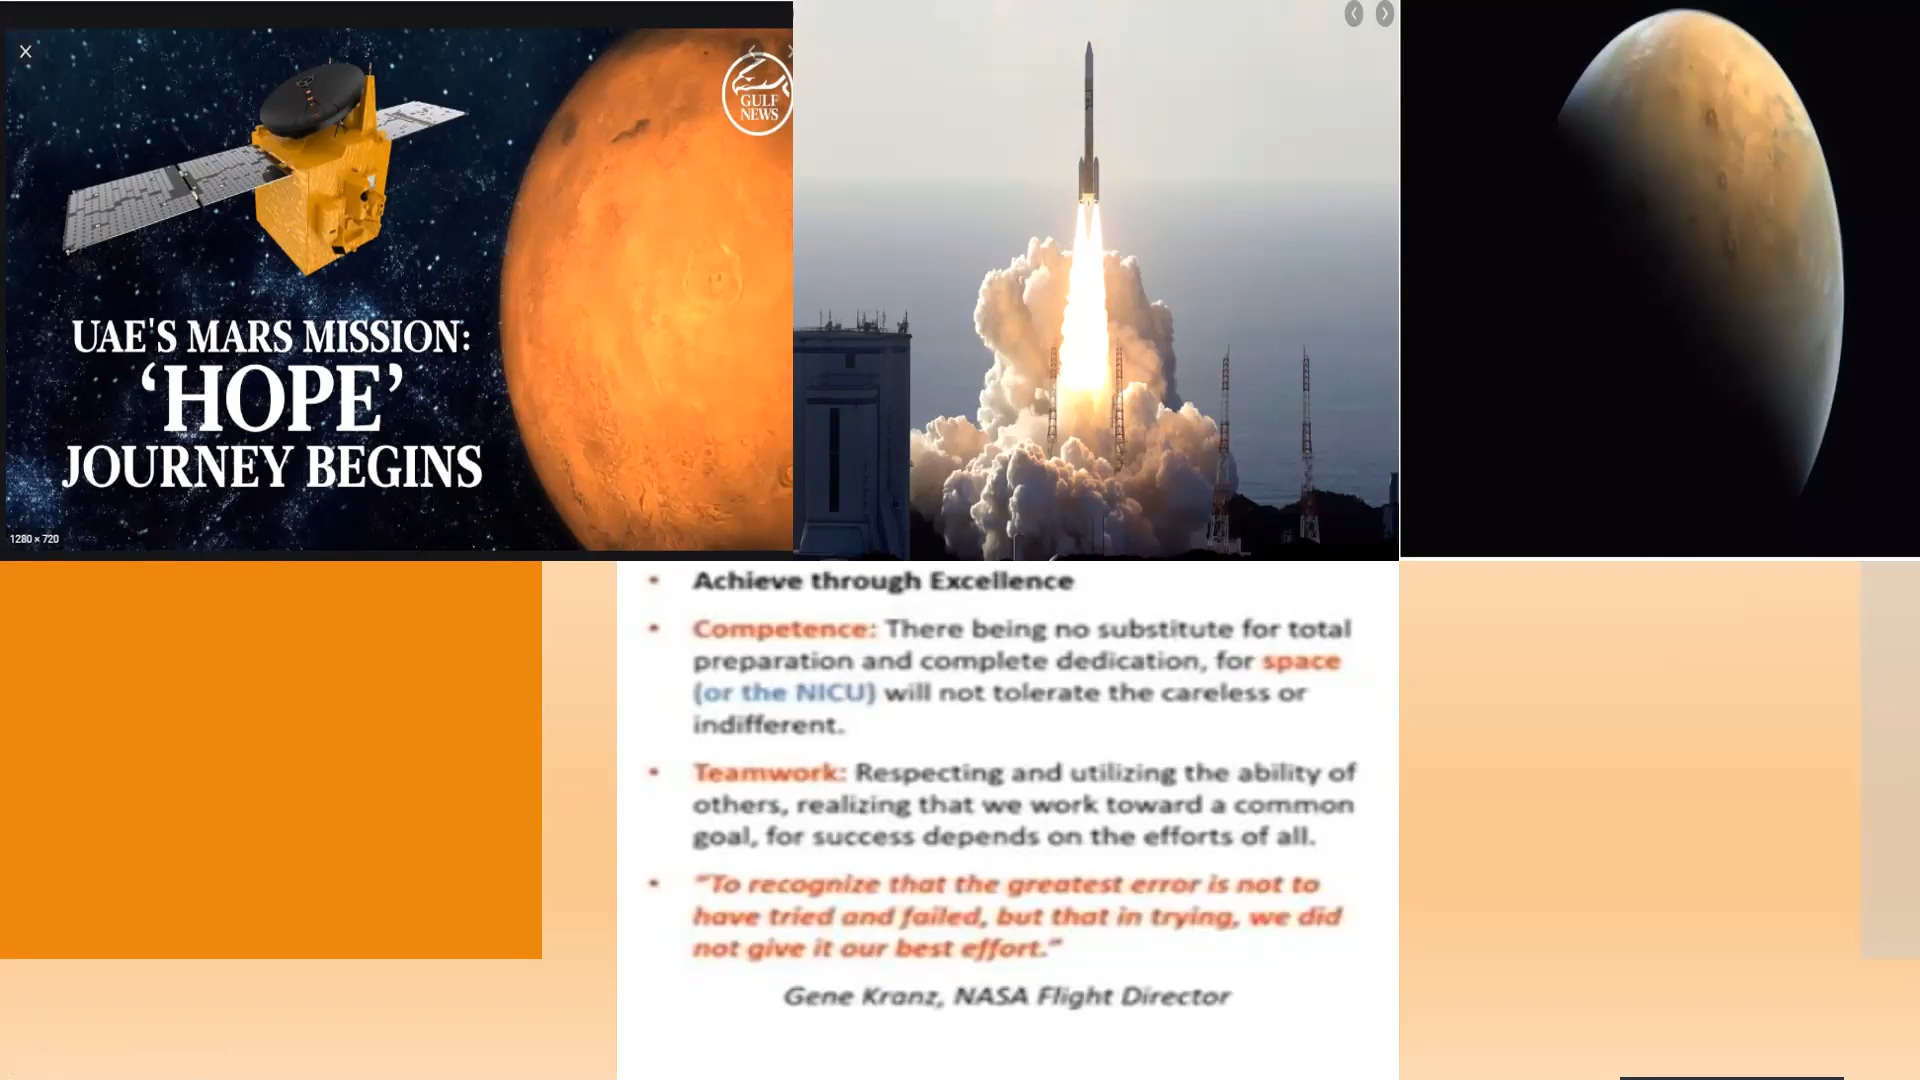 GULF
NEWS
UAE'S MARS MISSION:
‘HOPE’
JOURNEY BEGINS
1280 × 720
• Achieve through Excellence
• Competence: There being no substitute for total
preparation and complete dedication, for space
(or the NICU) will not tolerate the careless or
indifferent.
• Teamwork: Respecting and utilizing the ability of
others, realizing that we work toward a common
goal, for success depends on the efforts of all.
• “To recognize that the greatest error is not to
have tried and failed, but that in trying, we did
not give it our best effort.”
Gene Kranz, NASA Flight Director